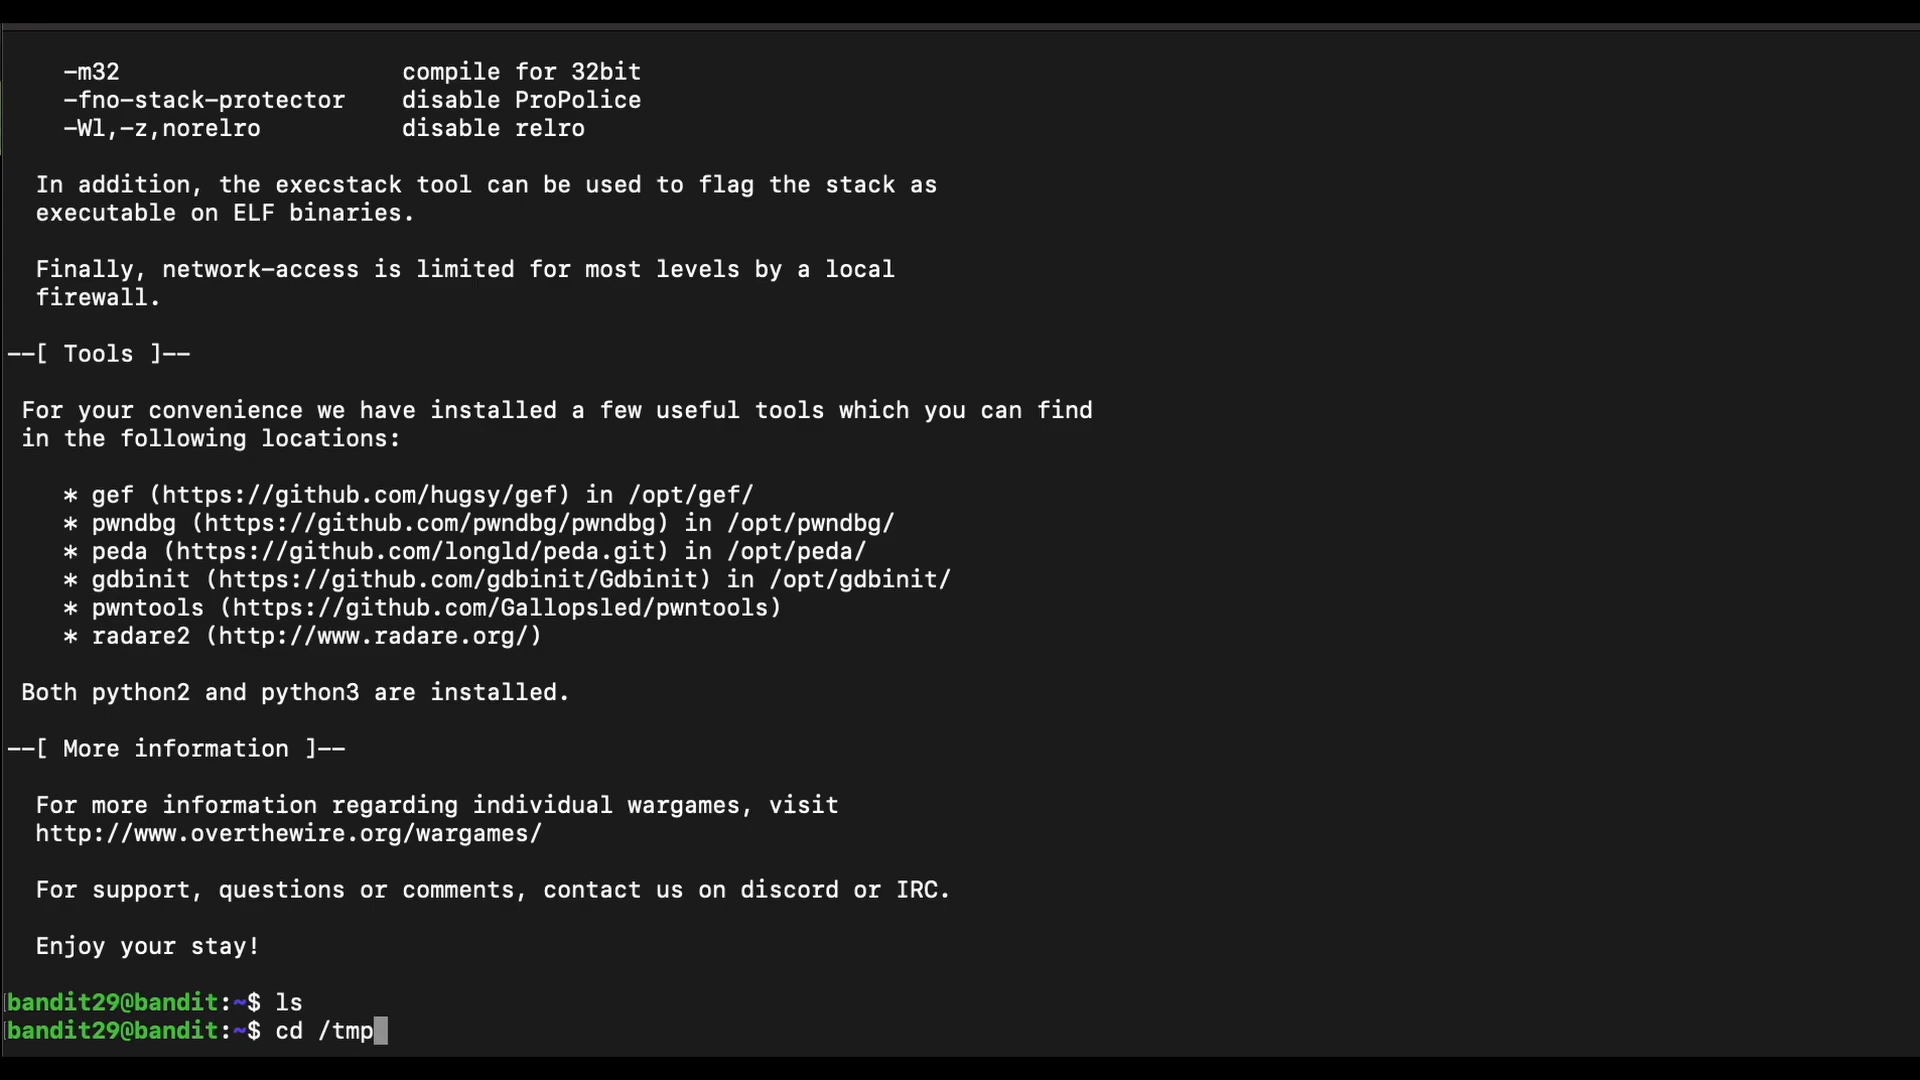 -m32 compile for 32bit
-fno-stack-protector disable ProPolice
-Wl,-z,norelro disable relro
In addition, the execstack tool can be used to flag the stack as
executable on ELF binaries.
Finally, network-access is limited for most levels by a local
firewall.
--[ Tools ]--
For your convenience we have installed a few useful tools which you can find
in the following locations:
* gef (https://github.com/hugsy/gef) in /opt/gef/
* pwndbg (https://github.com/pwndbg/pwndbg) in /opt/pwndbg/
* peda (https://github.com/longld/peda.git) in /opt/peda/
* gdbinit (https://github.com/gdbinit/Gdbinit) in /opt/gdbinit/
* pwntools (https://github.com/Gallopsled/pwntools)
* radare2 (http://www.radare.org/)
Both python2 and python3 are installed.
--[ More information ]--
For more information regarding individual wargames, visit
http://www.overthewire.org/wargames/
For support, questions or comments, contact us on discord or IRC.
Enjoy your stay!
bandit29@bandit:~$ ls
bandit29@bandit:~$ cd /tmp